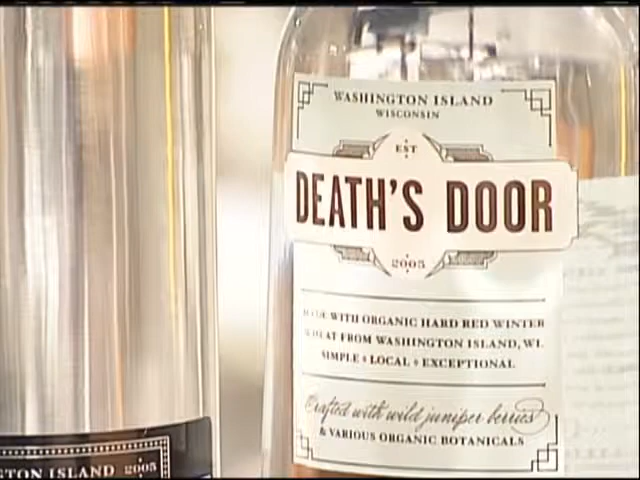 WASHINGTON ISLAND
WISCONSIN
EST
DEATH'S DOOR
2005
MADE WITH ORGANIC HARD RED WINTER
WHEAT FROM WASHINGTON ISLAND, WI.
SIMPLE • LOCAL • EXCEPTIONAL
Crafted with wild juniper berries
& VARIOUS ORGANIC BOTANICALS
ISLAND 2005